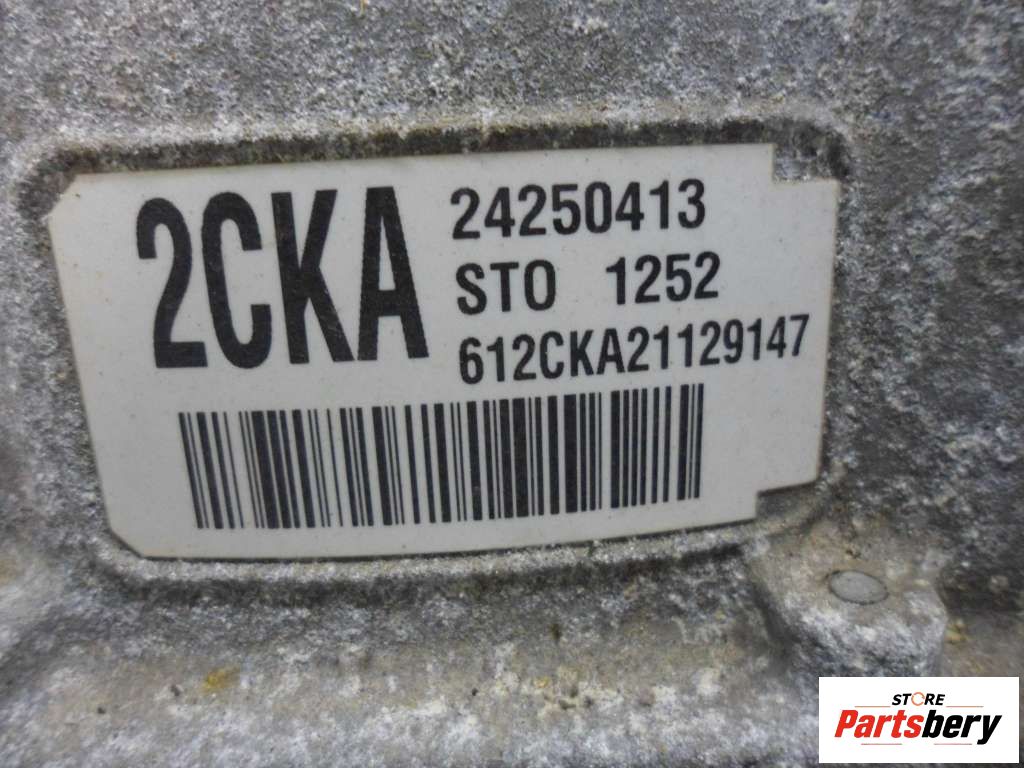 2CKA
24250413
STO 1252
612CKA21129147
STORE
Partsbery